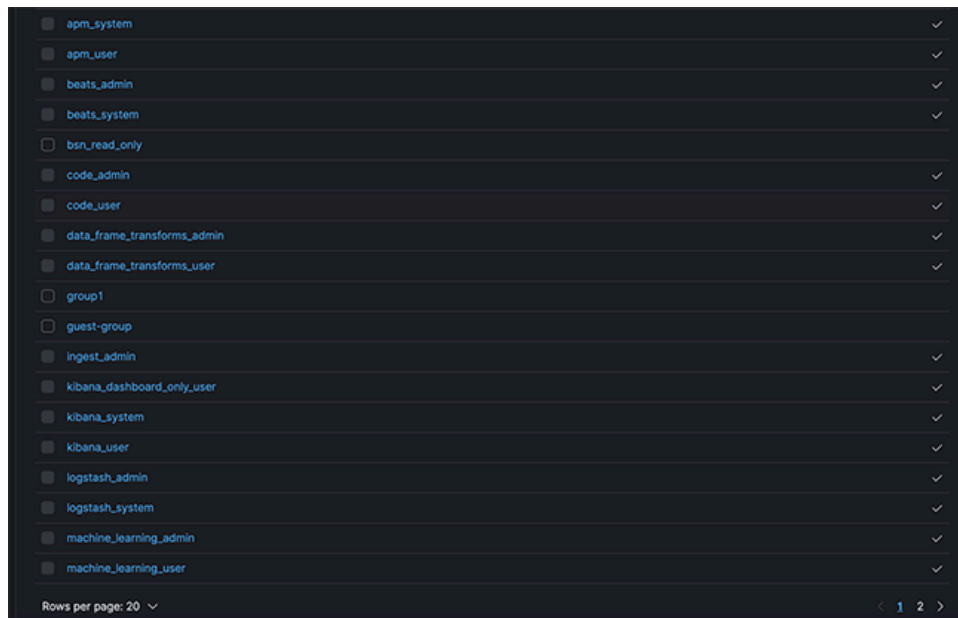 apm_system
apm_user
beats_admin
beats_system
bsn_read_only
code_admin
code_user
data_frame_transforms_admin
data_frame_transforms_user
group1
guest-group
ingest_admin
kibana_dashboard_only_user
kibana_system
kibana_user
logstash_admin
logstash_system
machine_learning_admin
machine_learning_user
Rows per page: 20
1 2